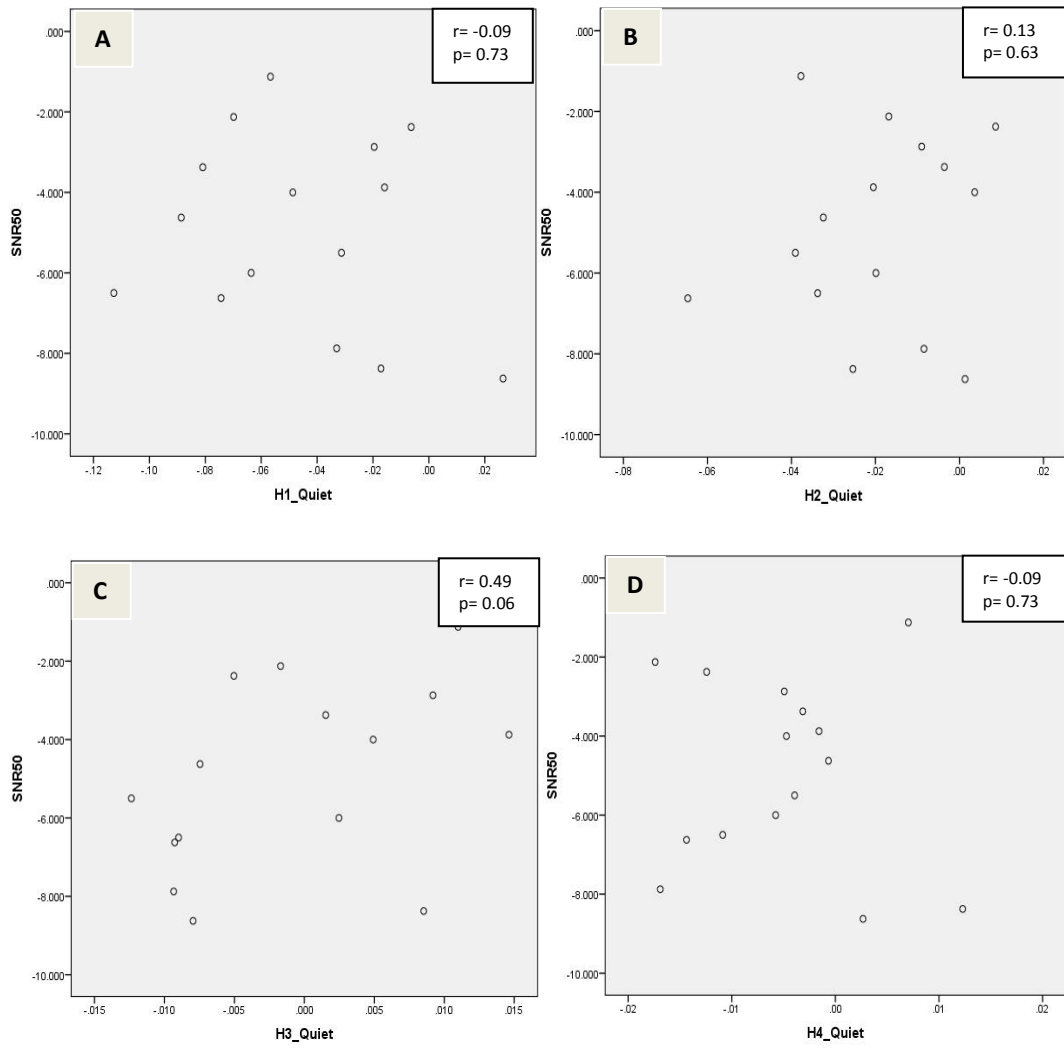 A
r= -0.09
p= 0.73
.000
-2.000
-4.000
-6.000
-8.000
-10.000
SNR50
-.12 -.10 -.08 -.06 -.04 -.02 .00 .02
H1_Quiet
B
r= 0.13
p= 0.63
.000
-2.000
-4.000
-6.000
-8.000
-10.000
SNR50
-.08 -.06 -.04 -.02 .00 .02
H2_Quiet
C
r= 0.49
p= 0.06
.000
-2.000
-4.000
-6.000
-8.000
-10.000
SNR50
-.015 -.010 -.005 .000 .005 .010 .015
H3_Quiet
D
r= -0.09
p= 0.73
.000
-2.000
-4.000
-6.000
-8.000
-10.000
SNR50
-.02 -.01 .00 .01 .02
H4_Quiet